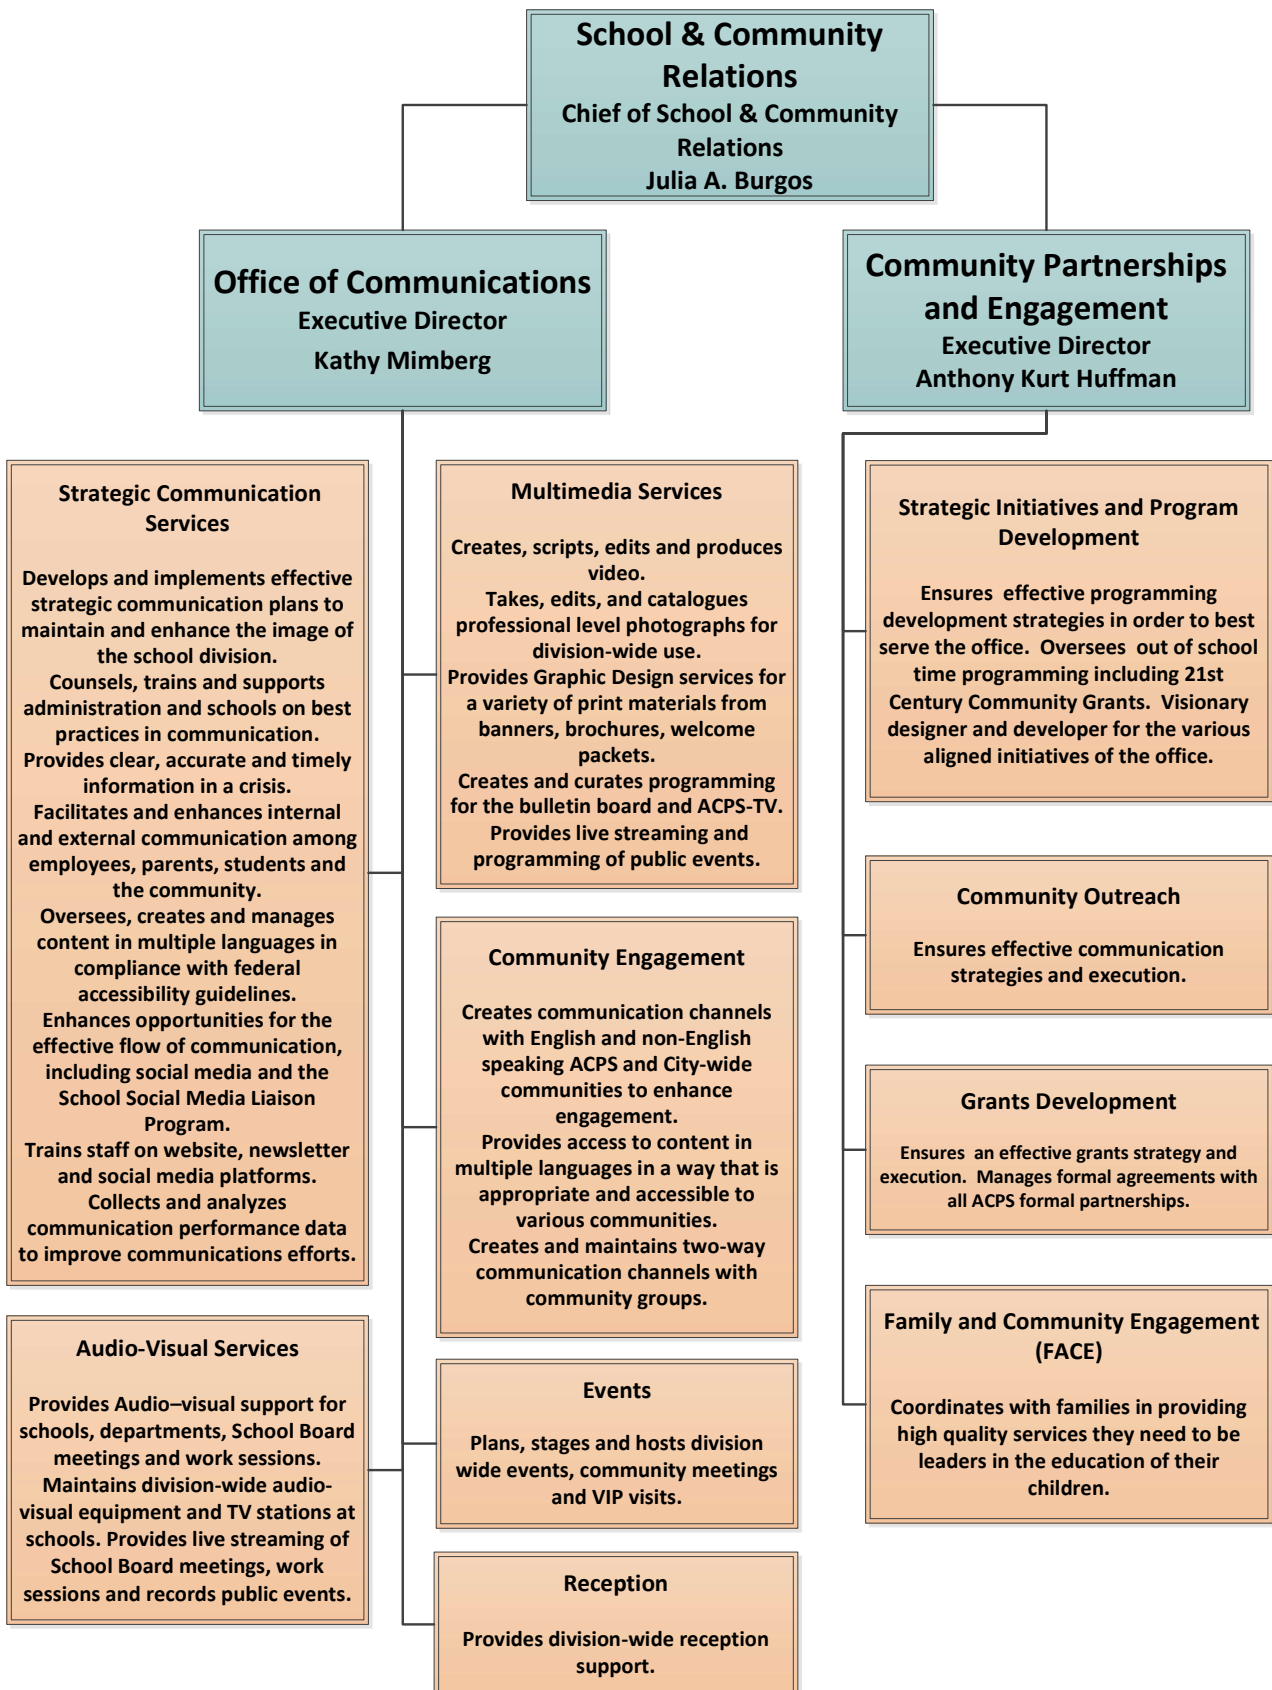 School & Community
Relations
Chief of School & Community
Relations
Julia A. Burgos
Office of Communications
Executive Director
Kathy Mimberg
Community Partnerships
and Engagement
Executive Director
Anthony Kurt Huffman
Strategic Communication
Services
Develops and implements effective
strategic communication plans to
maintain and enhance the image of
the school division.
Counsels, trains and supports
administration and schools on best
practices in communication.
Provides clear, accurate and timely
information in a crisis.
Facilitates and enhances internal
and external communication among
employees, parents, students and
the community.
Oversees, creates and manages
content in multiple languages in
compliance with federal
accessibility guidelines.
Enhances opportunities for the
effective flow of communication,
including social media and the
School Social Media Liaison
Program.
Trains staff on website, newsletter
and social media platforms.
Collects and analyzes
communication performance data
to improve communications efforts.
Audio-Visual Services
Provides Audio–visual support for
schools, departments, School Board
meetings and work sessions.
Maintains division-wide audio-
visual equipment and TV stations at
schools. Provides live streaming of
School Board meetings, work
sessions and records public events.
Multimedia Services
Creates, scripts, edits and produces
video.
Takes, edits, and catalogues
professional level photographs for
division-wide use.
Provides Graphic Design services for
a variety of print materials from
banners, brochures, welcome
packets.
Creates and curates programming
for the bulletin board and ACPS-TV.
Provides live streaming and
programming of public events.
Community Engagement
Creates communication channels
with English and non-English
speaking ACPS and City-wide
communities to enhance
engagement.
Provides access to content in
multiple languages in a way that is
appropriate and accessible to
various communities.
Creates and maintains two-way
communication channels with
community groups.
Events
Plans, stages and hosts division
wide events, community meetings
and VIP visits.
Reception
Provides division-wide reception
support.
Strategic Initiatives and Program
Development
Ensures effective programming
development strategies in order to best
serve the office. Oversees out of school
time programming including 21st
Century Community Grants. Visionary
designer and developer for the various
aligned initiatives of the office.
Community Outreach
Ensures effective communication
strategies and execution.
Grants Development
Ensures an effective grants strategy and
execution. Manages formal agreements with
all ACPS formal partnerships.
Family and Community Engagement
(FACE)
Coordinates with families in providing
high quality services they need to be
leaders in the education of their
children.